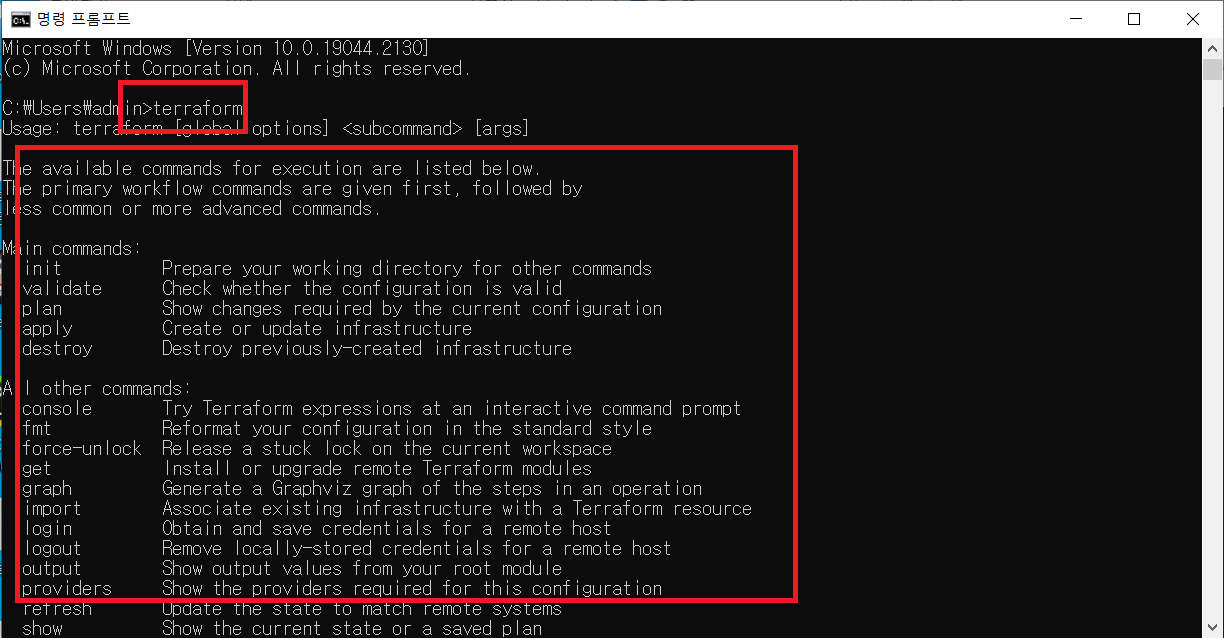 명령 프롬프트
Microsoft Windows [Version 10.0.19044.2130]
(c) Microsoft Corporation. All rights reserved.
C:₩Users₩admin>terraform
Usage: terraform [global options] <subcommand> [args]
The available commands for execution are listed below.
The primary workflow commands are given first, followed by
less common or more advanced commands.
Main commands:
init          Prepare your working directory for other commands
validate      Check whether the configuration is valid
plan          Show changes required by the current configuration
apply         Create or update infrastructure
destroy       Destroy previously-created infrastructure
All other commands:
console       Try Terraform expressions at an interactive command prompt
fmt           Reformat your configuration in the standard style
force-unlock  Release a stuck lock on the current workspace
get           Install or upgrade remote Terraform modules
graph         Generate a Graphviz graph of the steps in an operation
import        Associate existing infrastructure with a Terraform resource
login         Obtain and save credentials for a remote host
logout        Remove locally-stored credentials for a remote host
output        Show output values from your root module
providers     Show the providers required for this configuration
refresh       Update the state to match remote systems
show          Show the current state or a saved plan